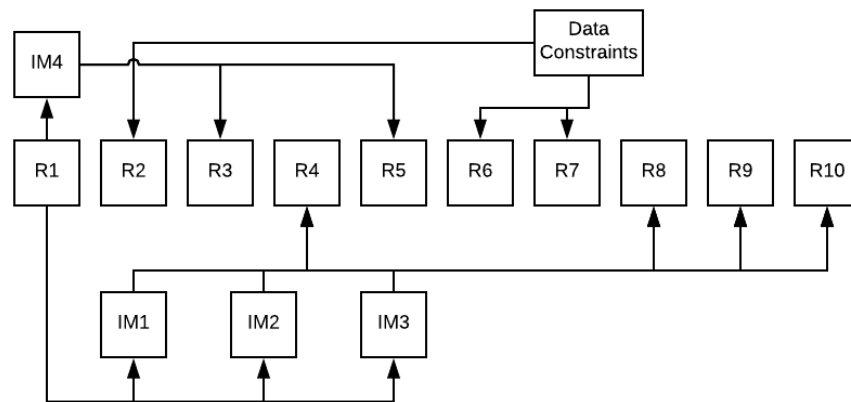 Data
Constraints
IM4
R1
R2
R3
R4
R5
R6
R7
R8
R9
R10
IM1
IM2
IM3